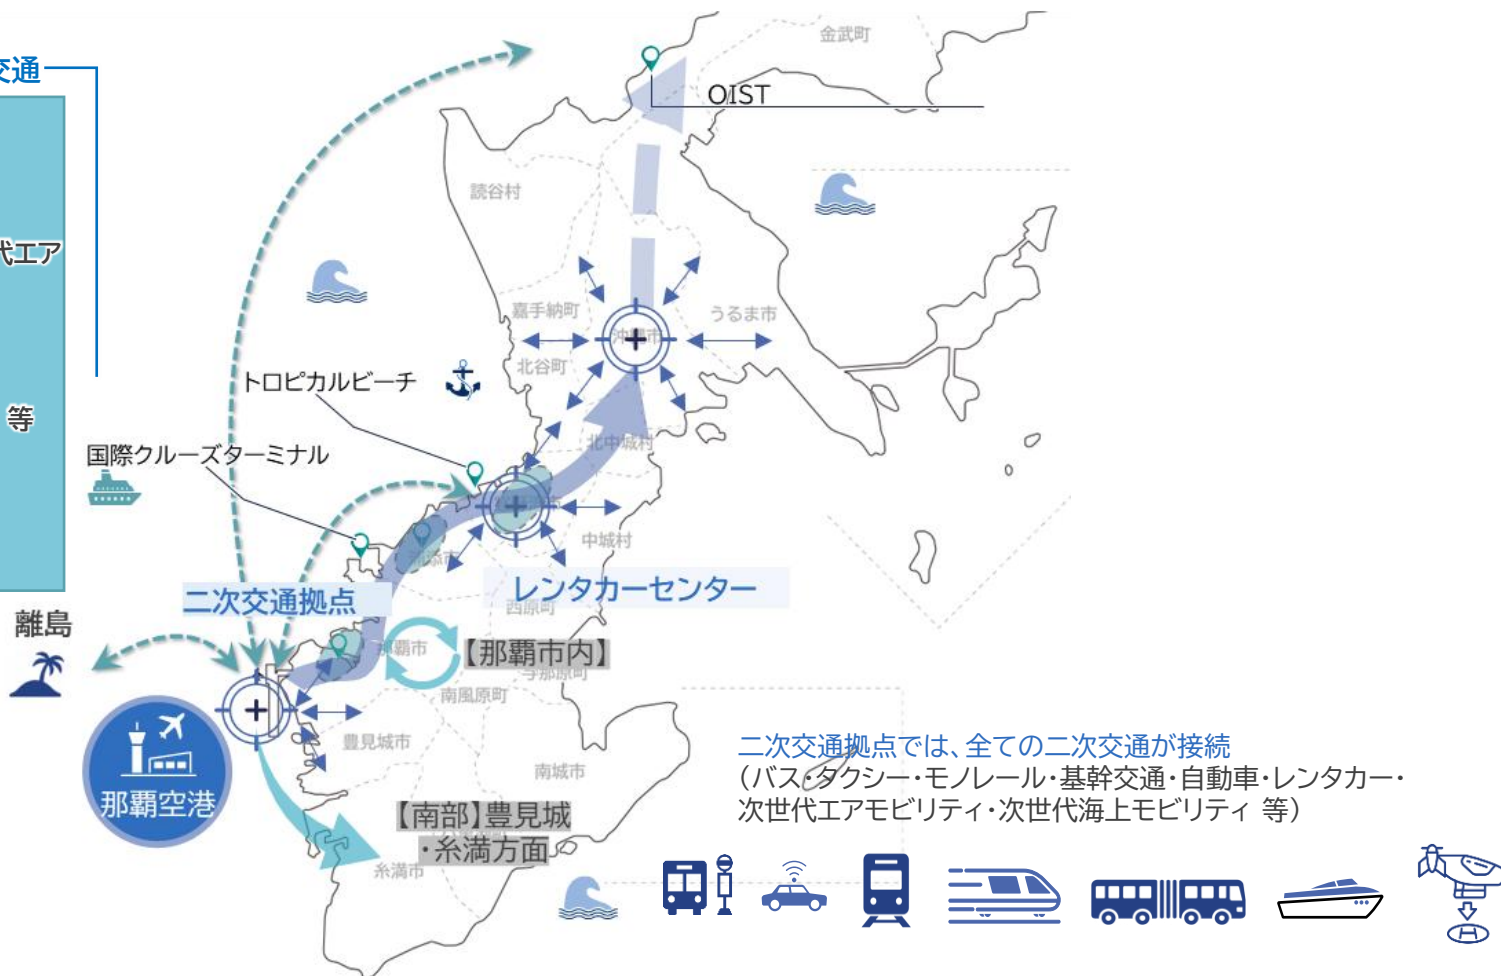 交通
代エア
等
金武町
OIST
読谷村
嘉手納町
うるま市
沖縄市
北谷町
トロピカルビーチ
北中城村
国際クルーズターミナル
中城村
レンタカーセンター
二次交通拠点
西原町
離島
那覇市
【那覇市内】
与那原町
南風原町
豊見城市
南城市
那覇空港
【南部】豊見城
・糸満方面
糸満市
二次交通拠点では、全ての二次交通が接続
（バス・タクシー・モノレール・基幹交通・自動車・レンタカー・
次世代エアモビリティ・次世代海上モビリティ 等）